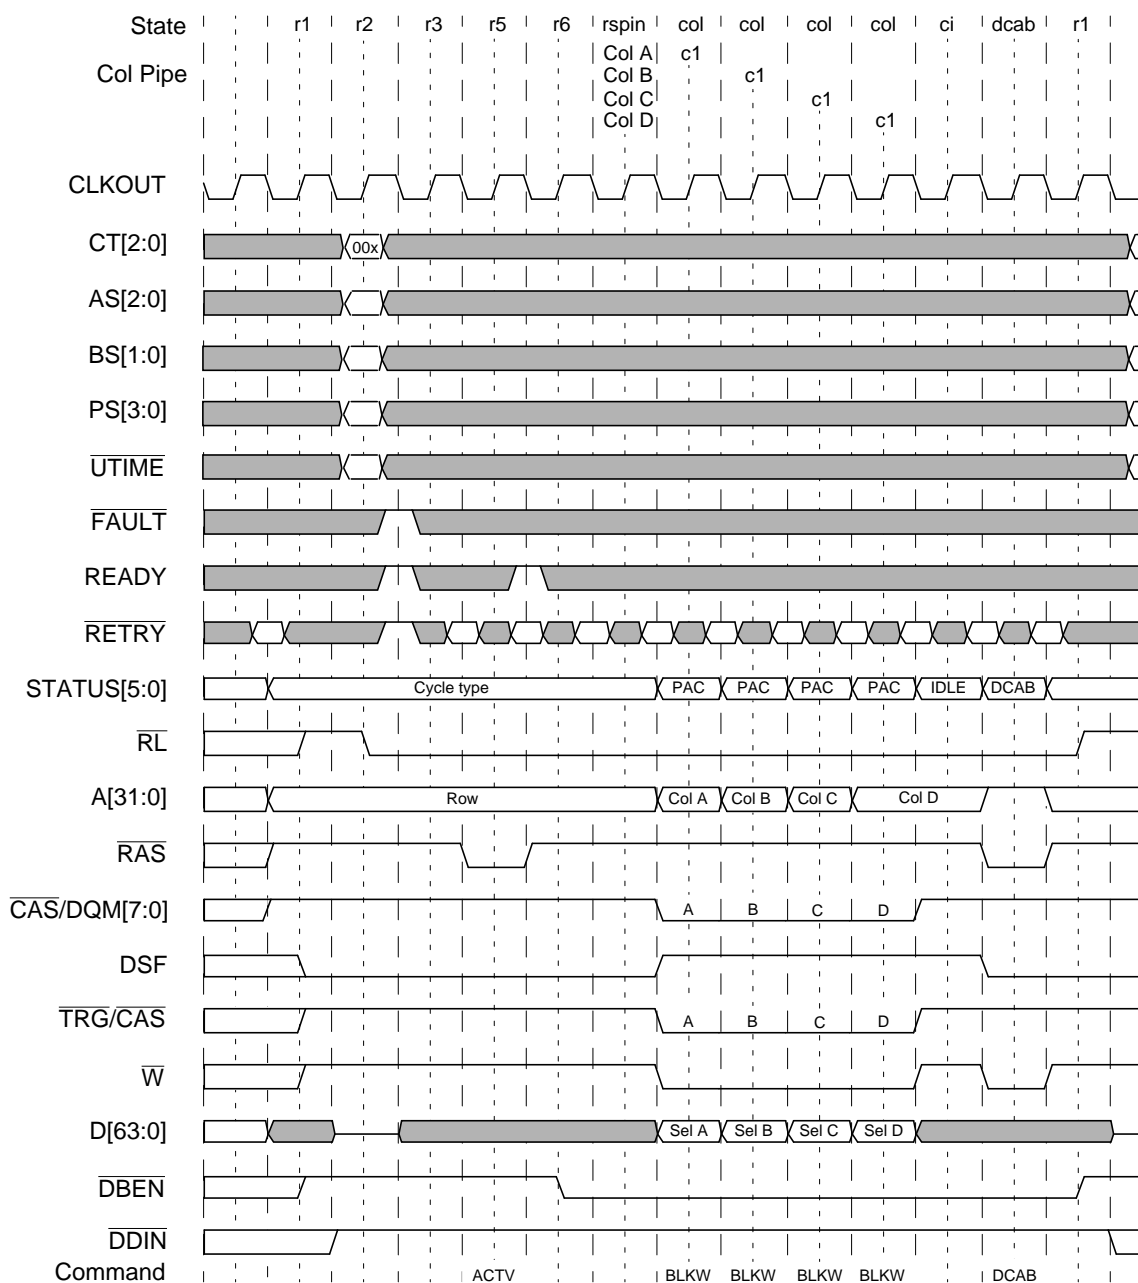 State r1 r2 r3 r5 r6 rspin col col col col ci dcab r1
Col A c1
Col Pipe Col B c1
Col C c1
Col D c1
CLKOUT
CT[2:0] 00x
AS[2:0]
BS[1:0]
PS[3:0]
UTIME
FAULT
READY
RETRY
STATUS[5:0] Cycle type PAC PAC PAC PAC IDLE DCAB
RL
A[31:0] Row Col A Col B Col C Col D
RAS
CAS/DQM[7:0] A B C D
DSF
TRG/CAS A B C D
W
D[63:0] Sel A Sel B Sel C Sel D
DBEN
DDIN
Command ACTV BLKW BLKW BLKW BLKW DCAB